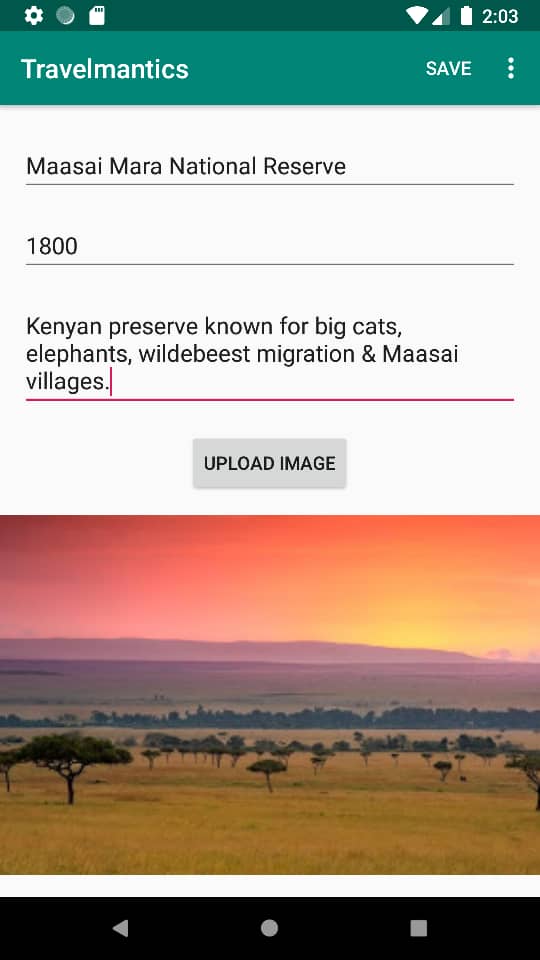 2:03
Travelmantics
SAVE
Maasai Mara National Reserve
1800
Kenyan preserve known for big cats,
elephants, wildebeest migration & Maasai
villages.
UPLOAD IMAGE